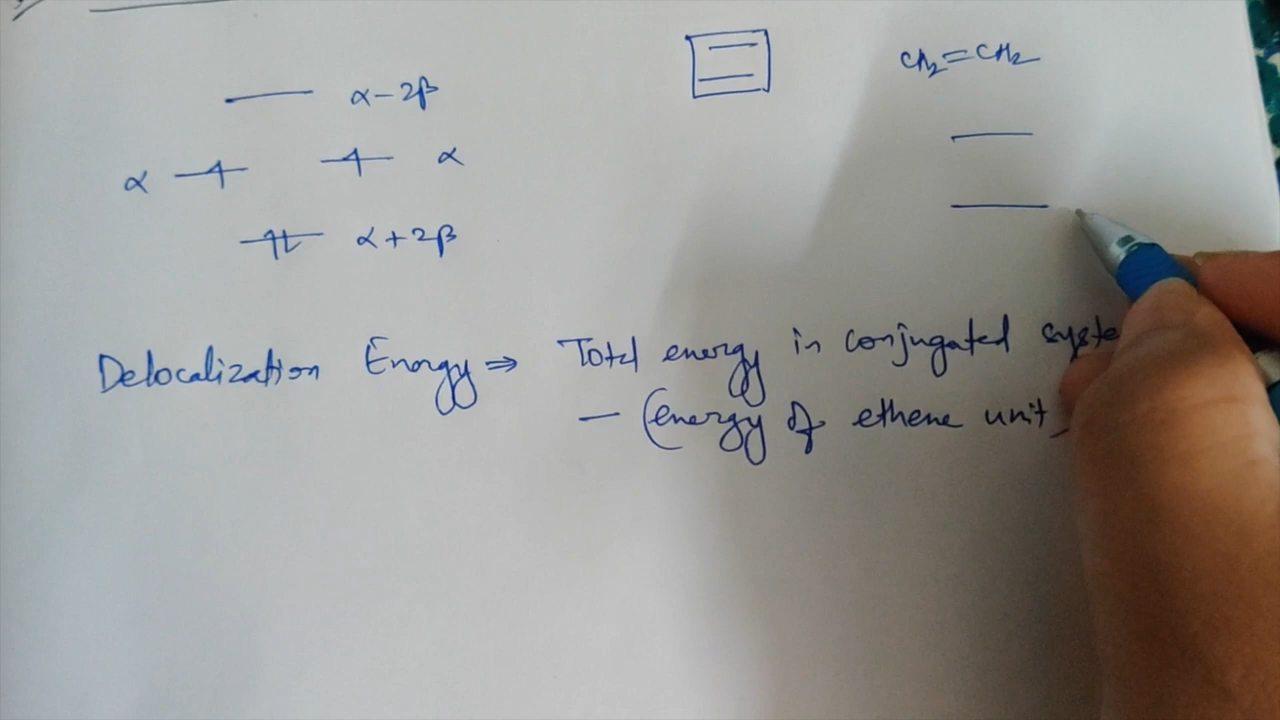 α-2β
CH2=CH2
α α
α+2β
Delocalization Energy ⇒ Total energy in conjugated syste
- (energy of ethene unit